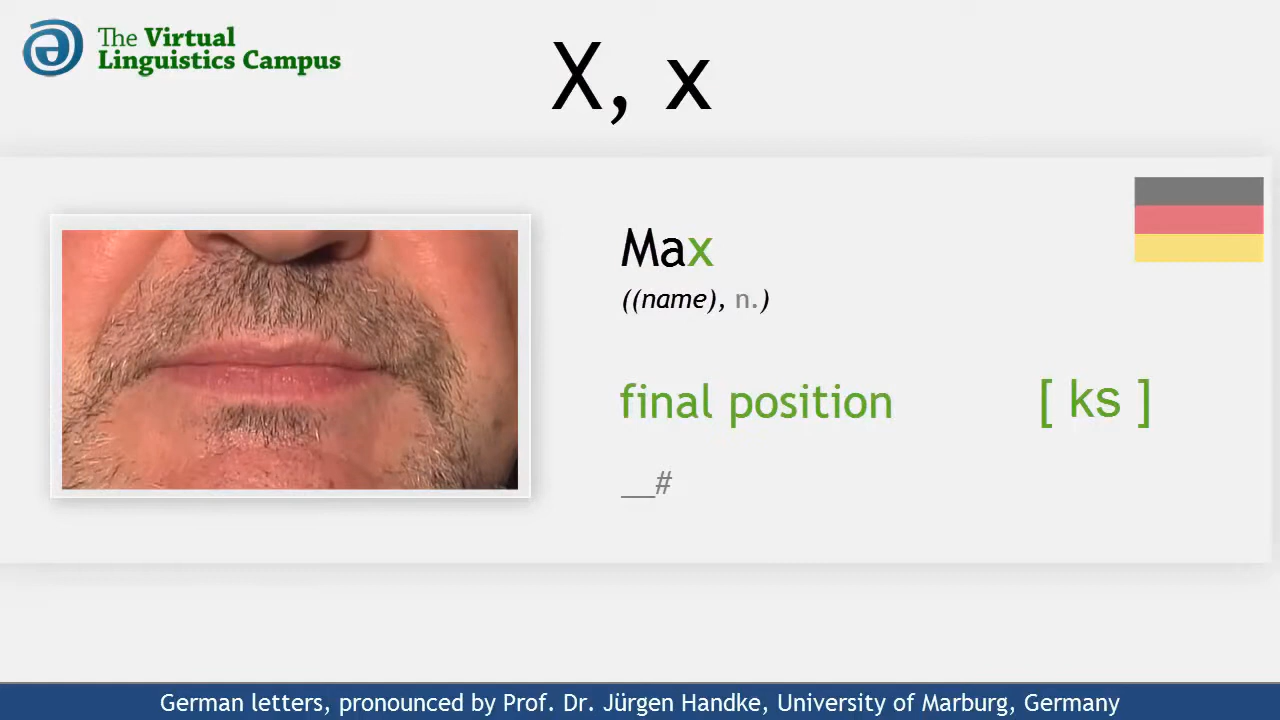 The Virtual
Linguistics Campus
X, x
Max
((name), n.)
final position [ ks ]
__#
German letters, pronounced by Prof. Dr. Jürgen Handke, University of Marburg, Germany